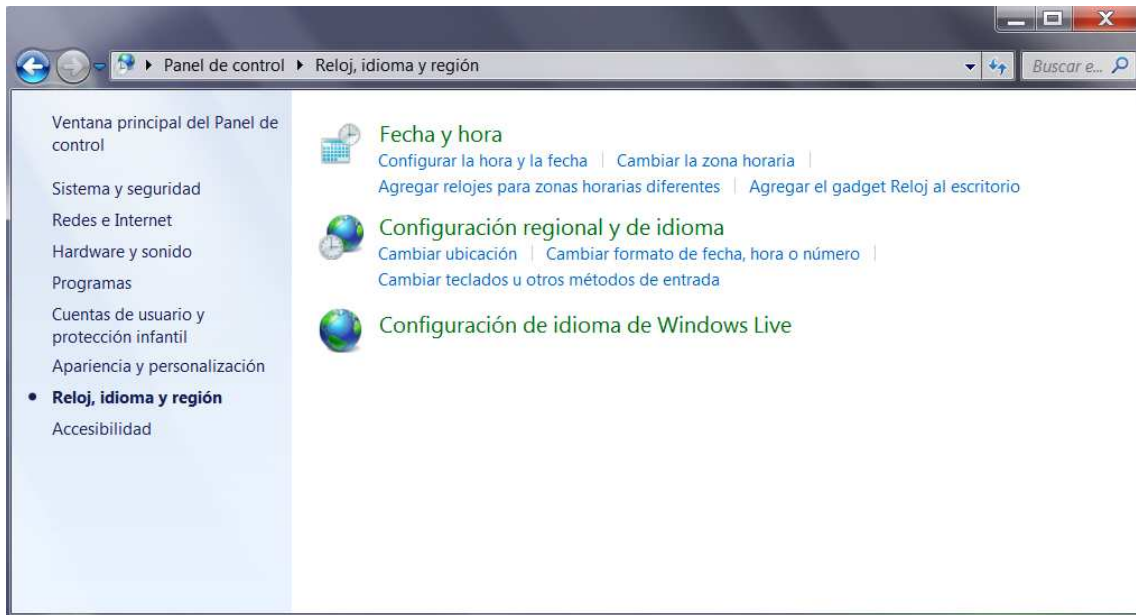 Panel de control ▸ Reloj, idioma y región
Buscar e...
Ventana principal del Panel de
control
Sistema y seguridad
Redes e Internet
Hardware y sonido
Programas
Cuentas de usuario y
protección infantil
Apariencia y personalización
Reloj, idioma y región
Accesibilidad
Fecha y hora
Configurar la hora y la fecha | Cambiar la zona horaria |
Agregar relojes para zonas horarias diferentes | Agregar el gadget Reloj al escritorio
Configuración regional y de idioma
Cambiar ubicación | Cambiar formato de fecha, hora o número |
Cambiar teclados u otros métodos de entrada
Configuración de idioma de Windows Live